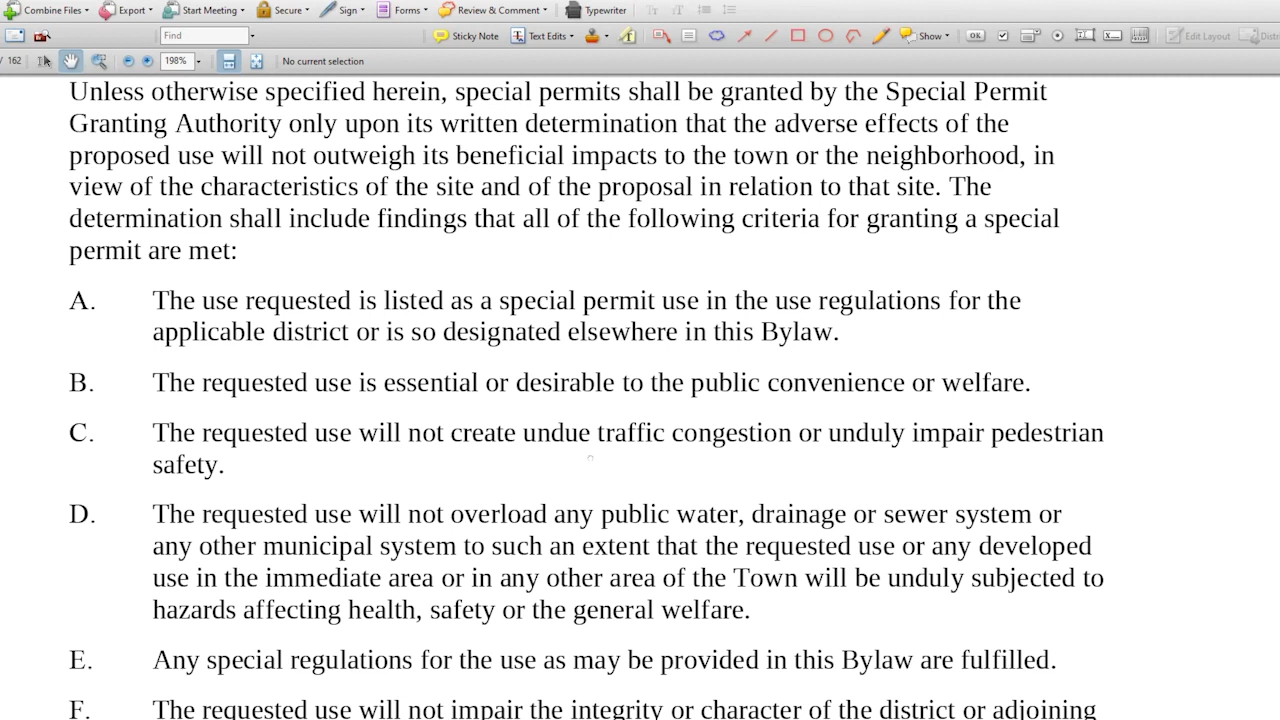 Combine Files Export Start Meeting Secure Sign Forms Review & Comment Typewriter
Find Sticky Note Text Edits Show OK Edit Layout
/ 162 198% No current selection
Unless otherwise specified herein, special permits shall be granted by the Special Permit
Granting Authority only upon its written determination that the adverse effects of the
proposed use will not outweigh its beneficial impacts to the town or the neighborhood, in
view of the characteristics of the site and of the proposal in relation to that site. The
determination shall include findings that all of the following criteria for granting a special
permit are met:
A. The use requested is listed as a special permit use in the use regulations for the
applicable district or is so designated elsewhere in this Bylaw.
B. The requested use is essential or desirable to the public convenience or welfare.
C. The requested use will not create undue traffic congestion or unduly impair pedestrian
safety.
D. The requested use will not overload any public water, drainage or sewer system or
any other municipal system to such an extent that the requested use or any developed
use in the immediate area or in any other area of the Town will be unduly subjected to
hazards affecting health, safety or the general welfare.
E. Any special regulations for the use as may be provided in this Bylaw are fulfilled.
F. The requested use will not impair the integrity or character of the district or adjoining